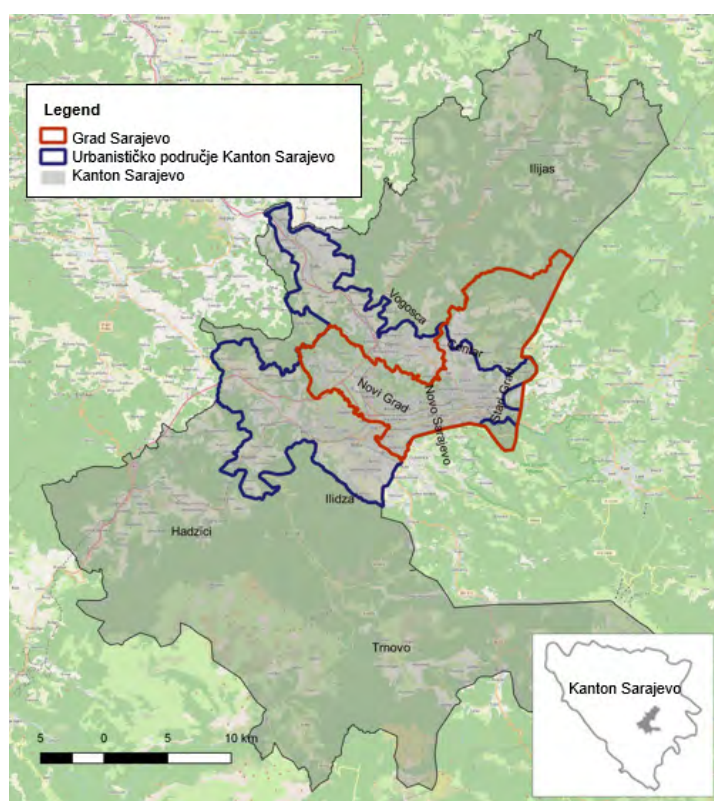 Legend
Grad Sarajevo
Urbanističko područje Kanton Sarajevo
Kanton Sarajevo
Ilijas
Vogosca
Centar
Stari Grad
Novi Grad
Novo Sarajevo
Ilidza
Hadzici
Trnovo
Kanton Sarajevo
5 0 5 10 km